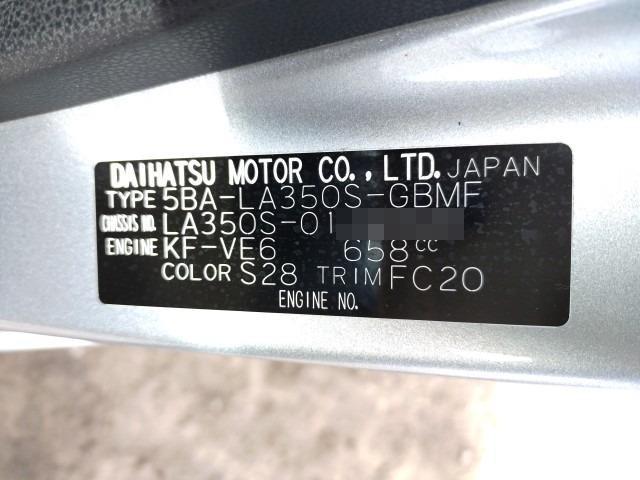 DAIHATSU MOTOR CO., LTD. JAPAN
TYPE 5BA-LA350S-GBMF
CHASSIS NO. LA350S-01
ENGINE KF-VE6 658CC
COLOR S28 TRIM FC20
ENGINE NO.